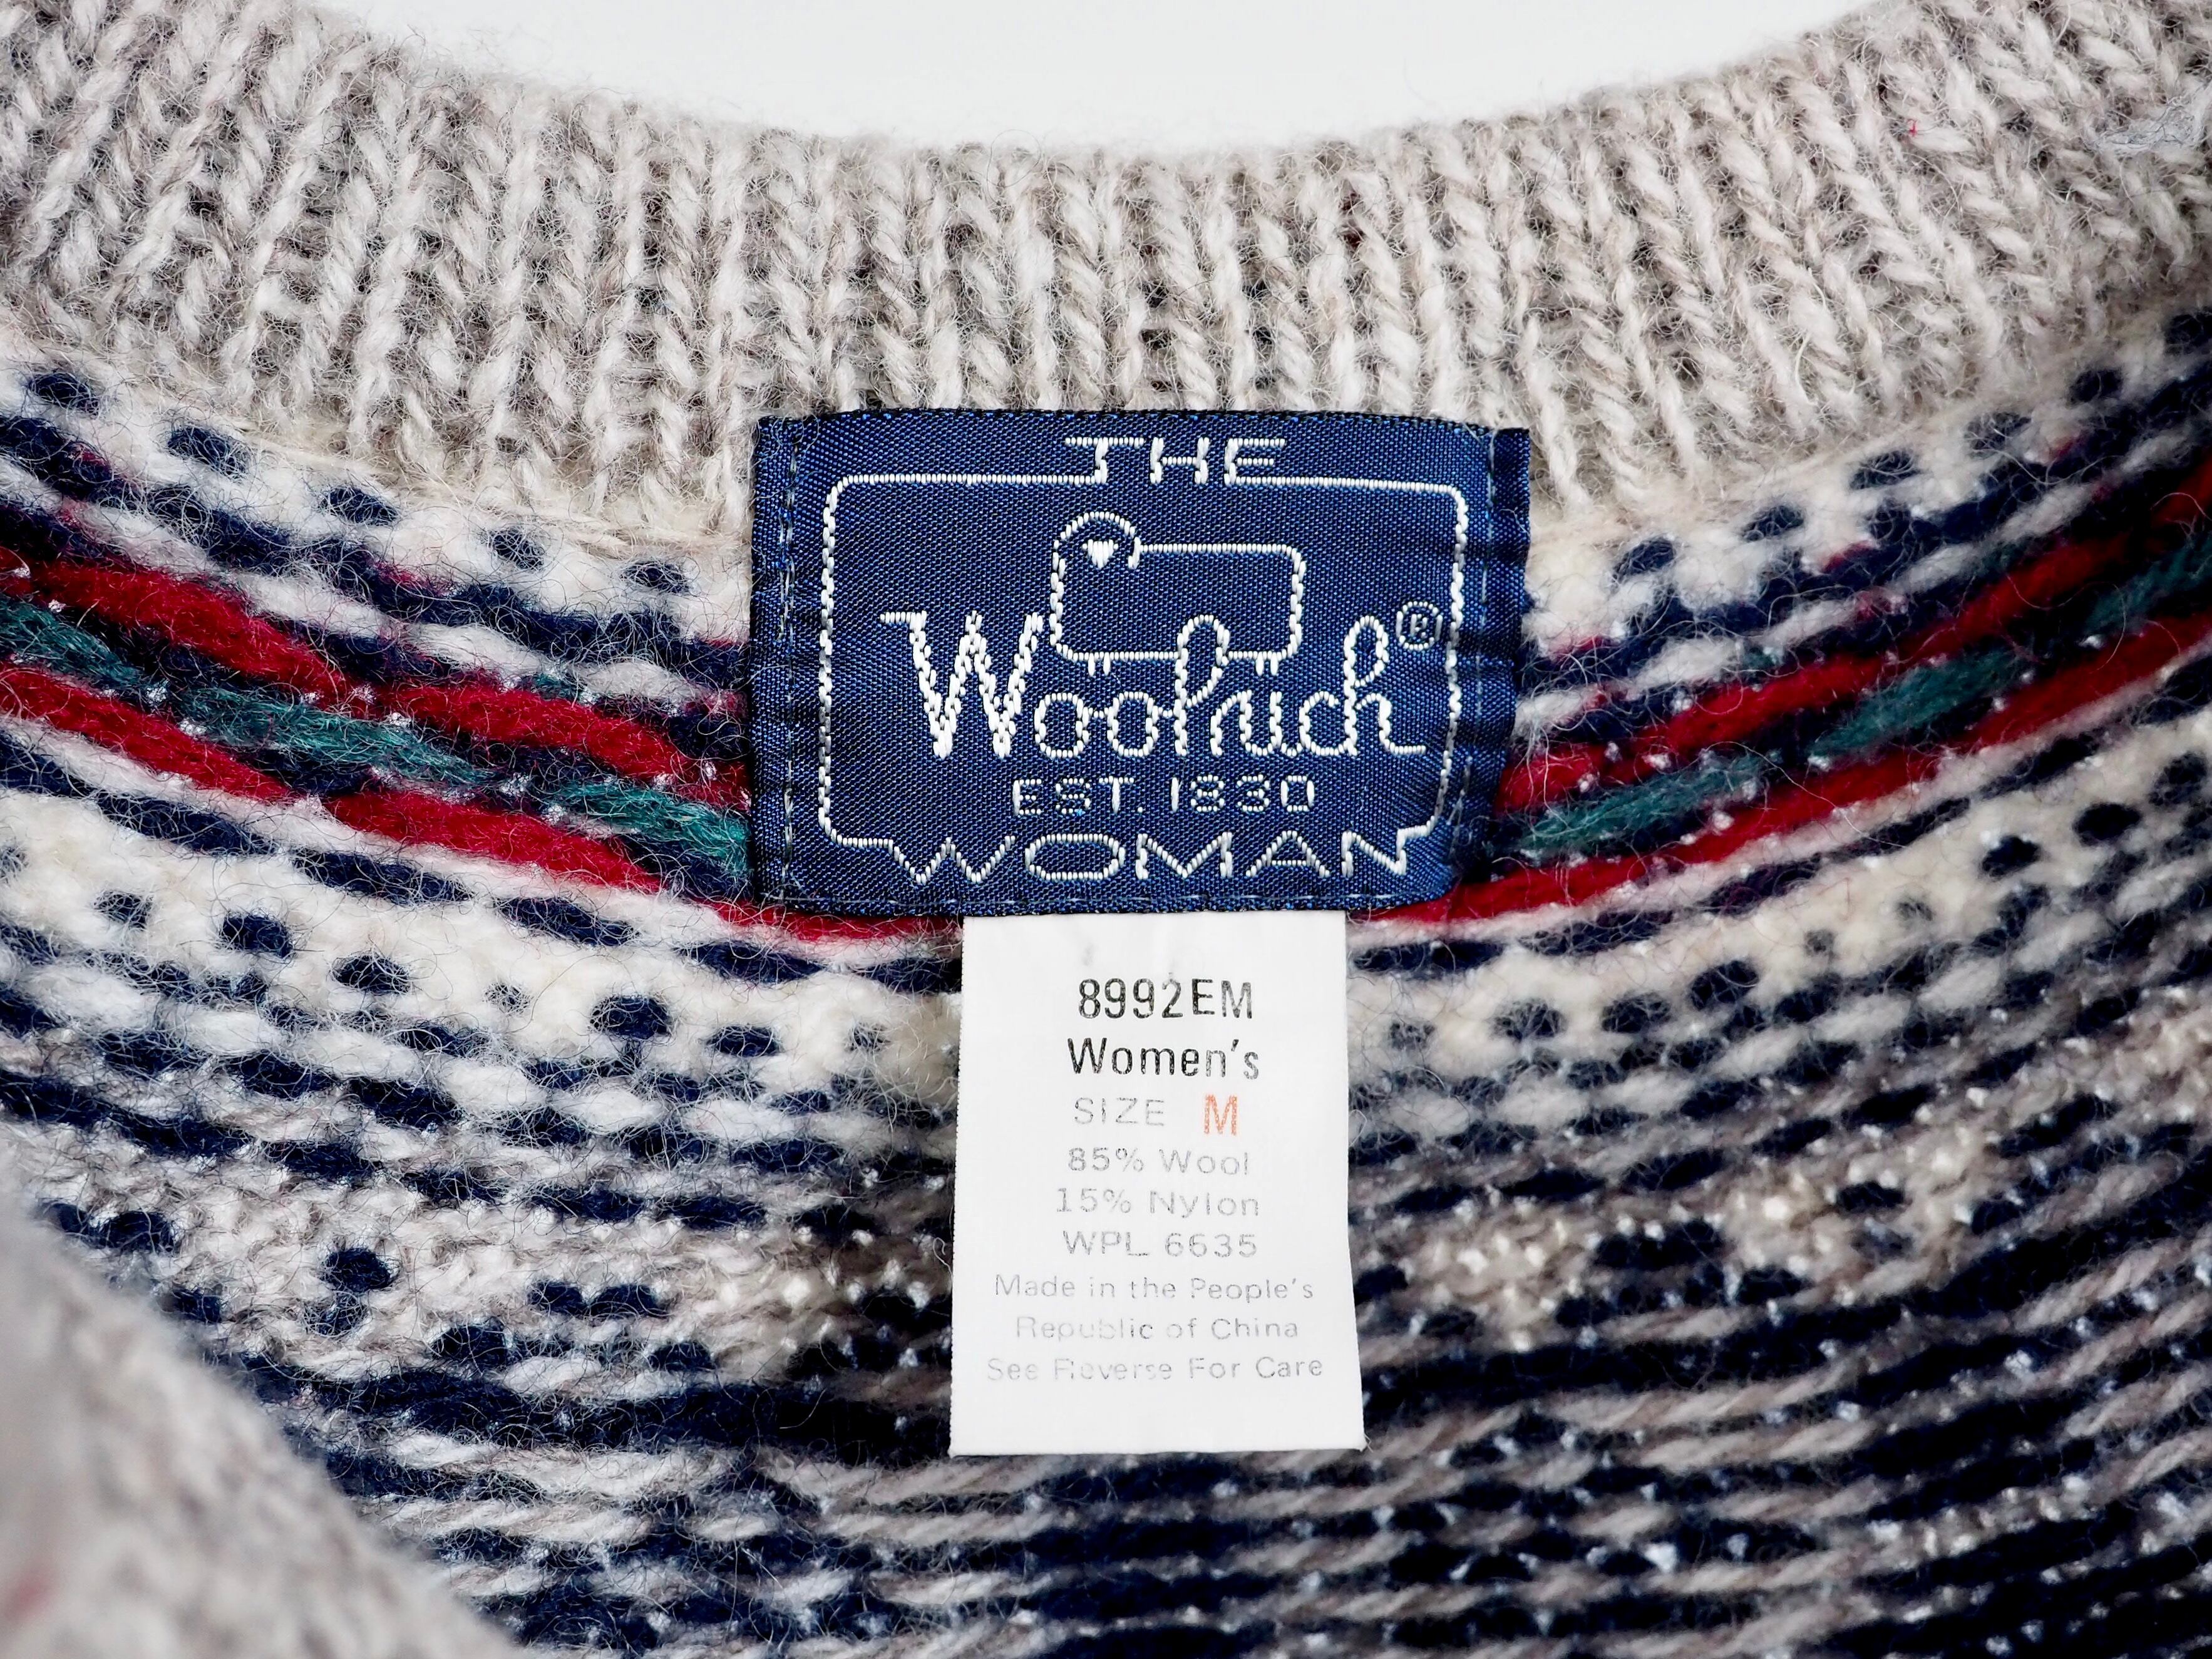 THE
Woolrich®
EST. 1830
WOMAN
8992EM
Women's
SIZE M
85% Wool
15% Nylon
WPL 6635
Made in the People's
Republic of China
See Reverse For Care